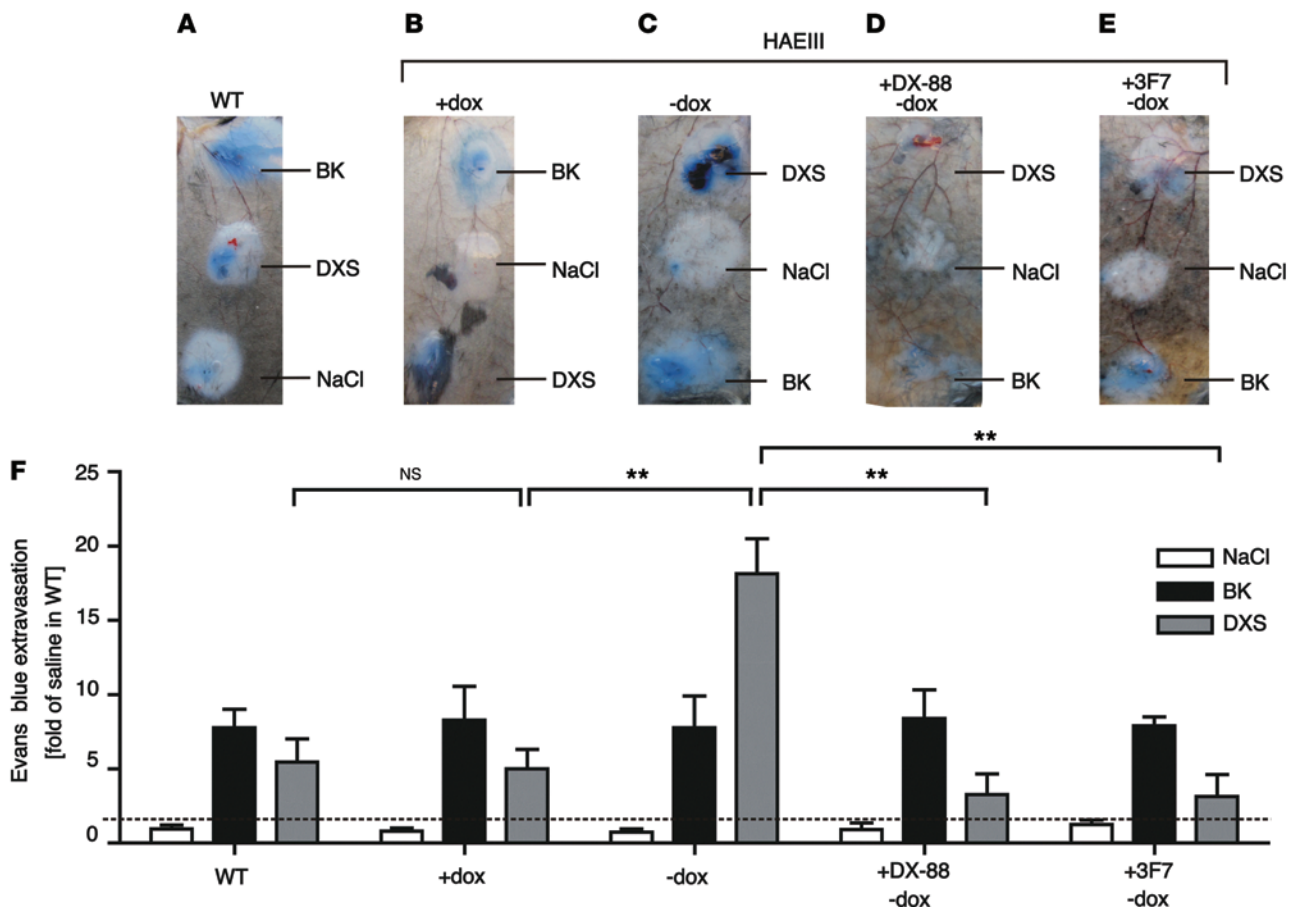 A B C D E
HAEIII
WT
+dox
-dox
+DX-88
-dox
+3F7
-dox
BK
DXS
NaCl
BK
NaCl
DXS
DXS
NaCl
BK
DXS
NaCl
BK
DXS
NaCl
BK
F
Evans blue extravasation
[fold of saline in WT]
25
20
15
10
5
0
NS
**
**
**
NaCl
BK
DXS
WT
+dox
-dox
+DX-88
-dox
+3F7
-dox